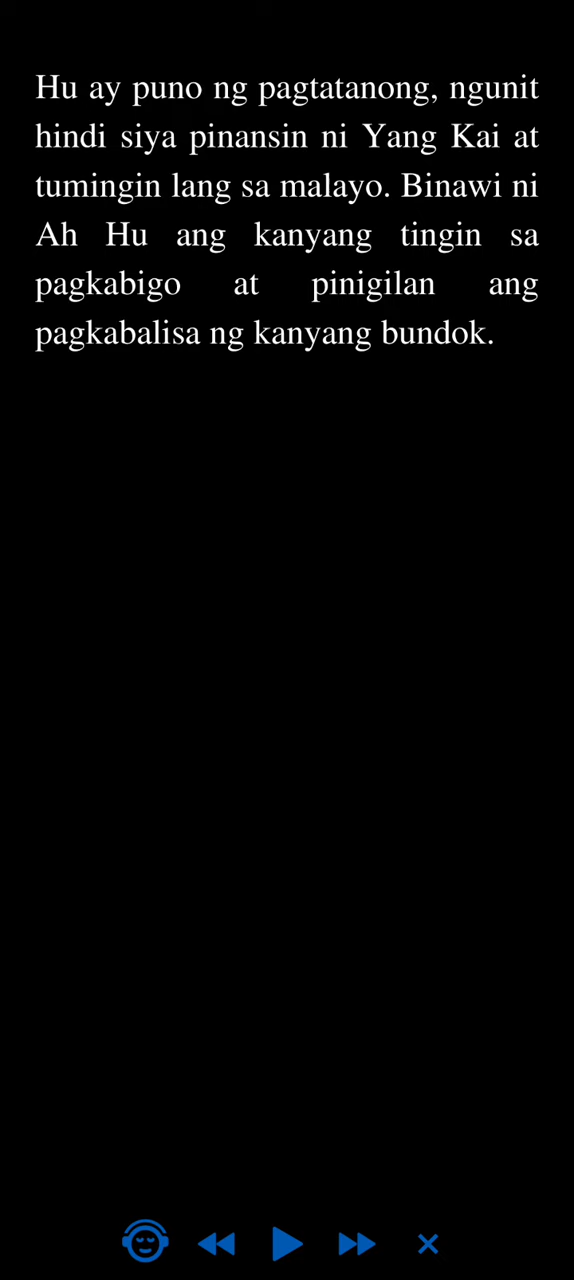 Hu ay puno ng pagtatanong, ngunit
hindi siya pinansin ni Yang Kai at
tumingin lang sa malayo. Binawi ni
Ah Hu ang kanyang tingin sa
pagkabigo at pinigilan ang
pagkabalisa ng kanyang bundok.